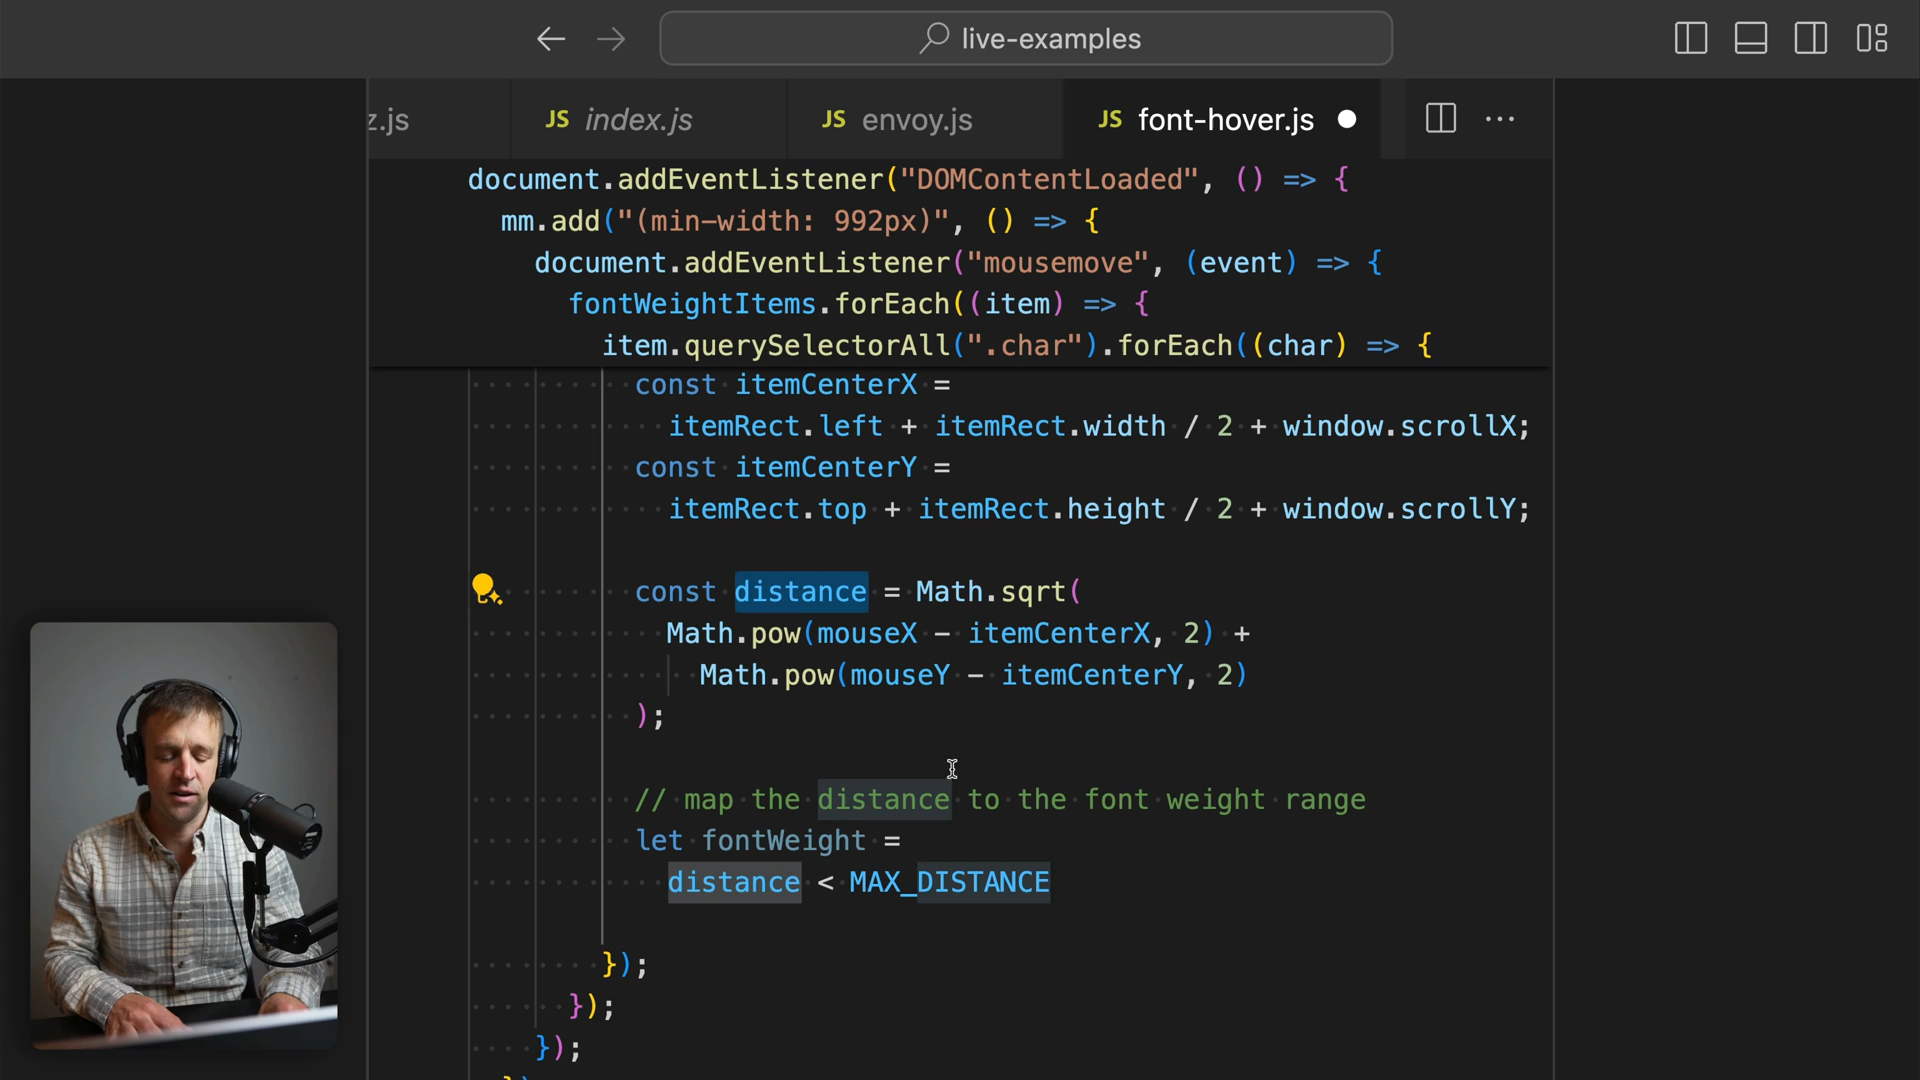 live-examples
z.js
JS index.js
JS envoy.js
JS font-hover.js
document.addEventListener("DOMContentLoaded", () => {
mm.add("(min-width: 992px)", () => {
document.addEventListener("mousemove", (event) => {
fontWeightItems.forEach((item) => {
item.querySelectorAll(".char").forEach((char) => {
const itemCenterX =
itemRect.left + itemRect.width / 2 + window.scrollX;
const itemCenterY =
itemRect.top + itemRect.height / 2 + window.scrollY;
const distance = Math.sqrt(
Math.pow(mouseX - itemCenterX, 2) +
Math.pow(mouseY - itemCenterY, 2)
);
// map the distance to the font weight range
let fontWeight =
distance < MAX_DISTANCE
});
});
});